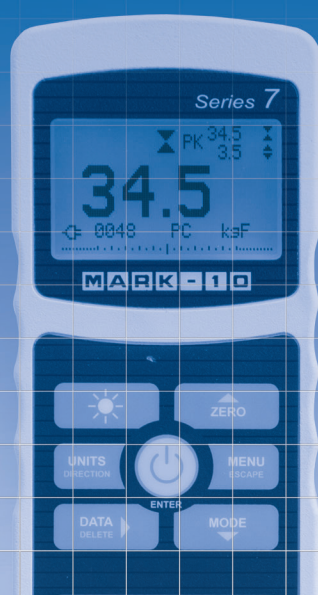 Series 7
PK 34.5
3.5
34.5
0048 PC kgF
MARK-10
ZERO
UNITS
DIRECTION
MENU
ESCAPE
ENTER
DATA
DELETE
MODE